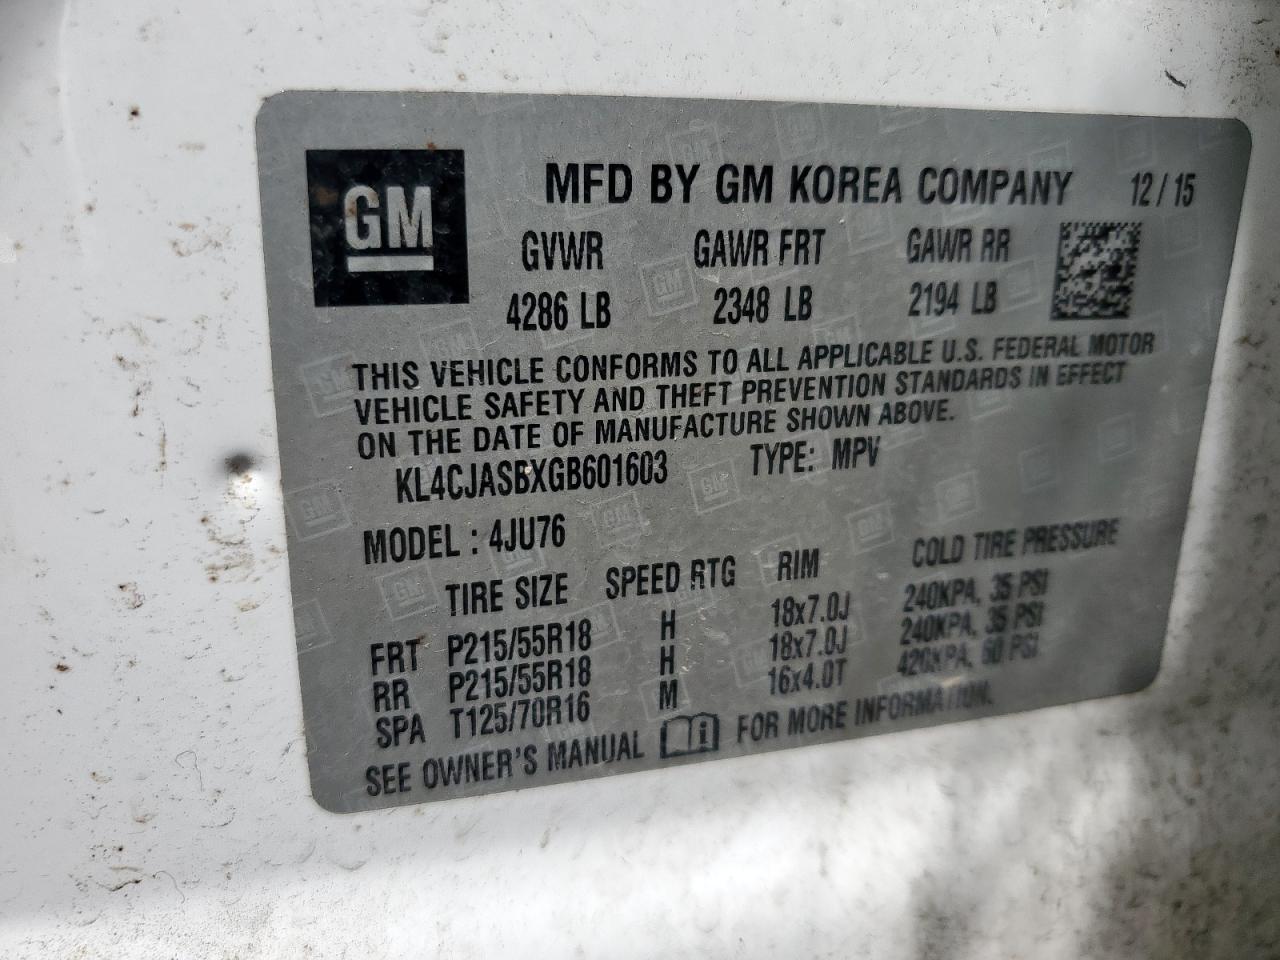 GM
MFD BY GM KOREA COMPANY 12/15
GVWR GAWR FRT GAWR RR
4286 LB 2348 LB 2194 LB
THIS VEHICLE CONFORMS TO ALL APPLICABLE U.S. FEDERAL MOTOR
VEHICLE SAFETY AND THEFT PREVENTION STANDARDS IN EFFECT
ON THE DATE OF MANUFACTURE SHOWN ABOVE.
KL4CJASBXGB601603 TYPE: MPV
MODEL : 4JU76
TIRE SIZE SPEED RTG RIM COLD TIRE PRESSURE
FRT P215/55R18 H 18x7.0J 240KPA, 35 PSI
RR P215/55R18 H 18x7.0J 240KPA, 35 PSI
SPA T125/70R16 M 16x4.0T 420KPA, 60 PSI
SEE OWNER'S MANUAL i FOR MORE INFORMATION.